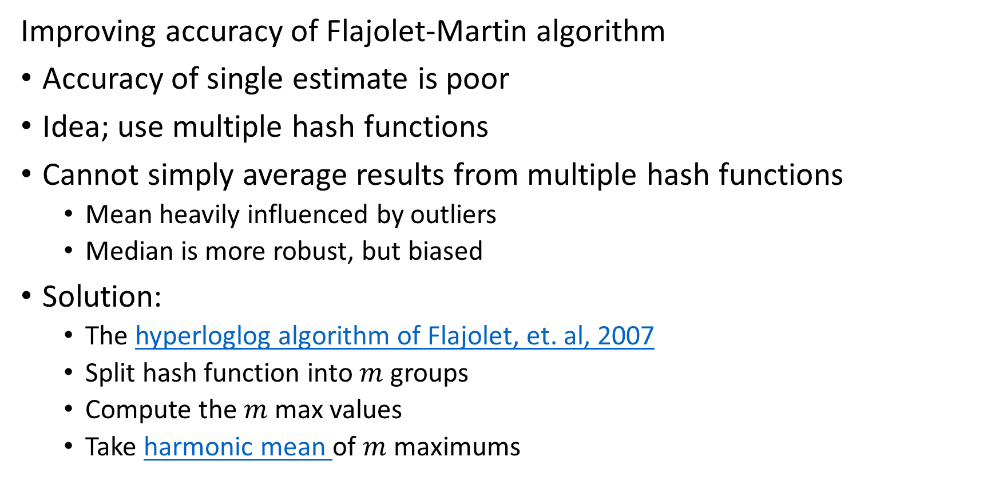 Improving accuracy of Flajolet-Martin algorithm
• Accuracy of single estimate is poor
• Idea; use multiple hash functions
• Cannot simply average results from multiple hash functions
• Mean heavily influenced by outliers
• Median is more robust, but biased
• Solution:
• The hyperloglog algorithm of Flajolet, et. al, 2007
• Split hash function into m groups
• Compute the m max values
• Take harmonic mean of m maximums